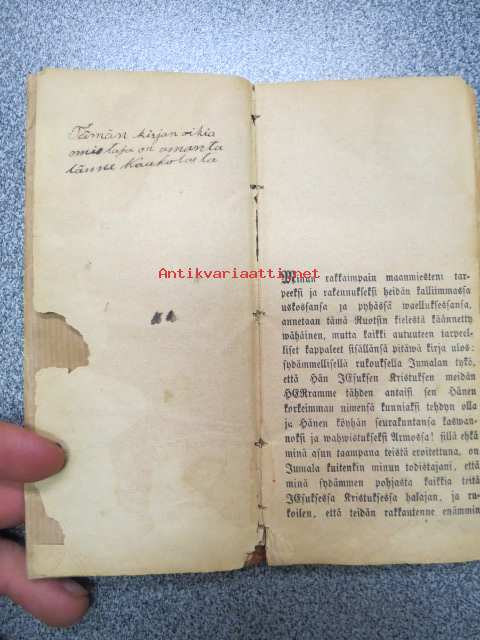 Tämän kirjan oikia
omistaja on amanta
tänne Kaukolasta
Antikvariaatti.net
Minun rakkaimpain maanmiesteni tar-
peeksi ja rakennukseksi heidän kalliimmassa
uskossansa ja pyhässä waelluksessansa,
annetaan tämä Ruotsin kielestä käännetty
wähäinen, mutta kaikki autuuteen tarpeel-
liset kappaleet sisällänsä pitäwä kirja ulos:
sydämmellisellä rukouksella Jumalan tykö,
että Hän JEsuksen Kristuksen meidän
HERramme tähden antaisi sen Hänen
korkeimman nimensä kunniaksi tehdyn olla
ja Hänen köyhän seurakuntansa kaswan-
noksi ja wahwistukseksi Armossa! sillä ehkä
minä asun taampana teistä eroitettuna, on
Jumala kuitenkin minun todistajani, että
minä sydämmen pohjasta kaikkia teitä
JEsuksessa Kristuksessa halajan, ja ru-
koilen, että teidän rakkautenne enämmin